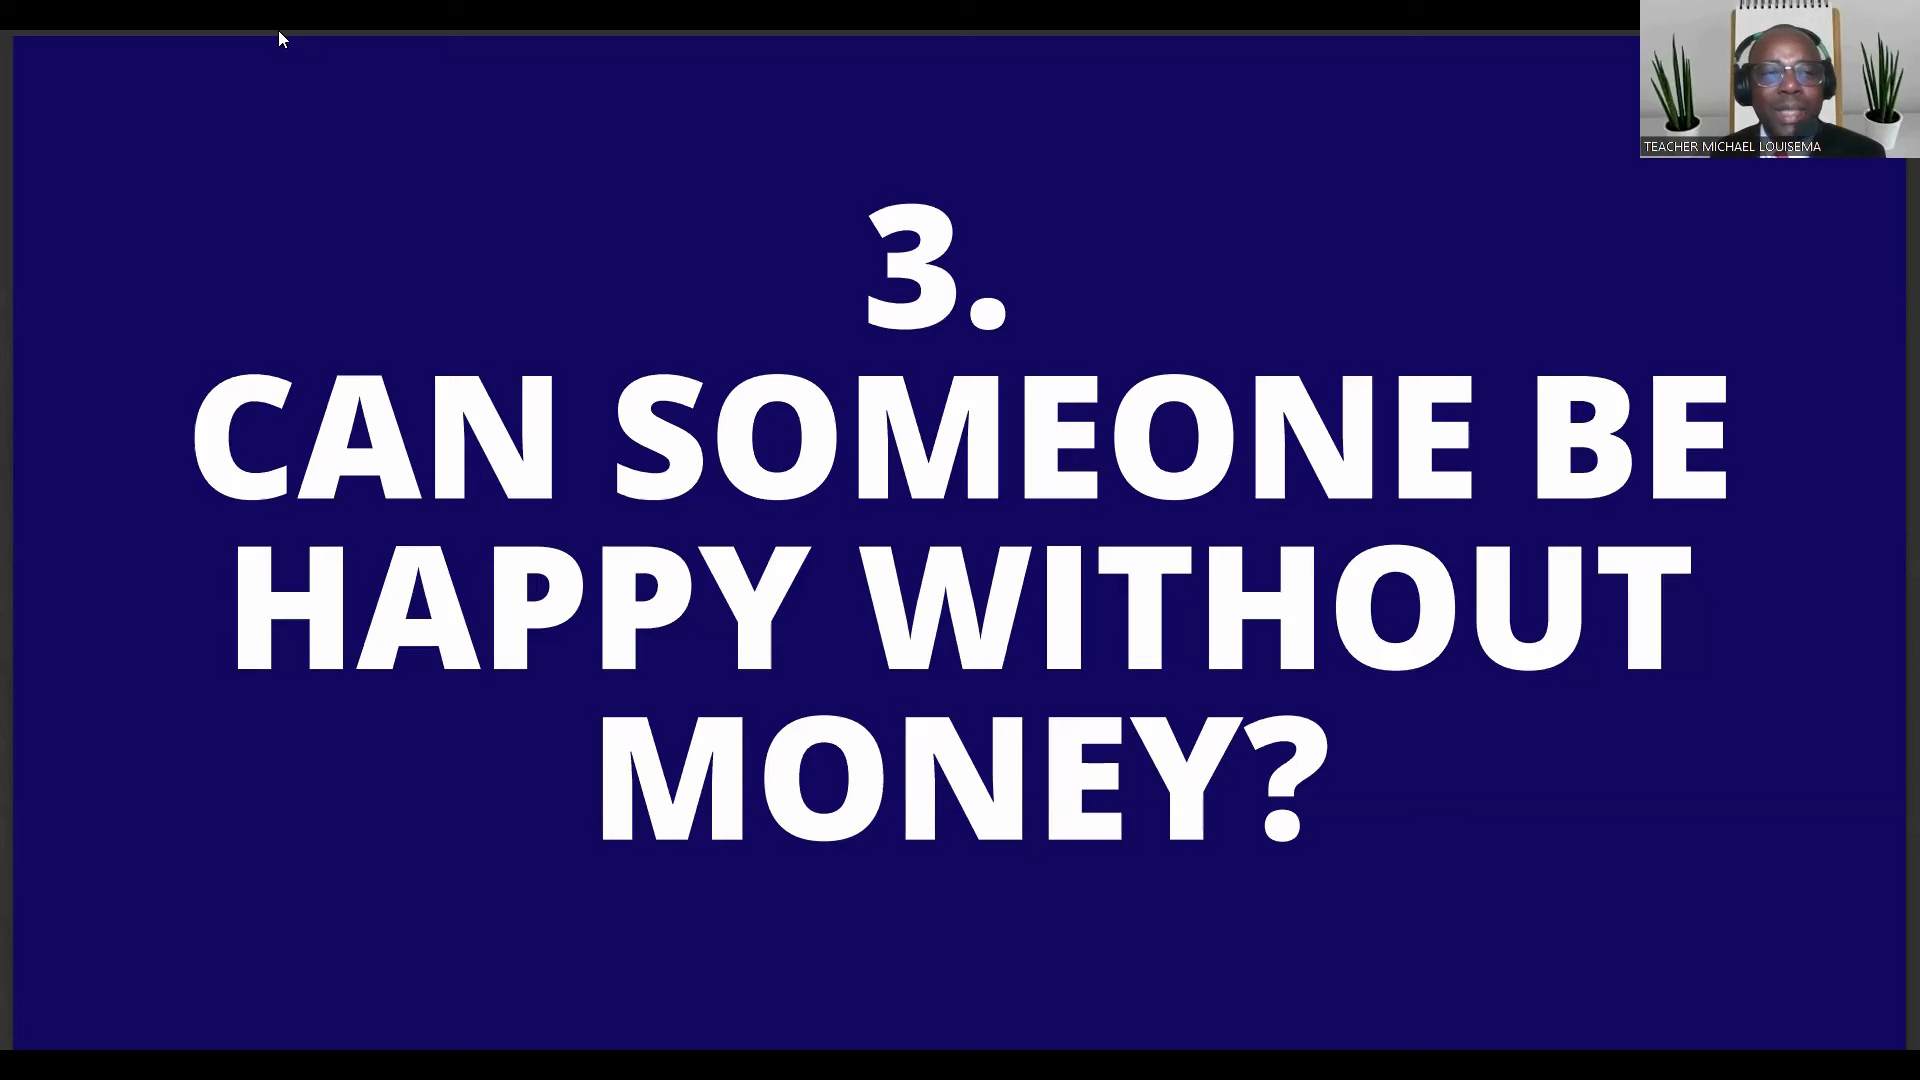 TEACHER MICHAEL LOUISEMA
3.
CAN SOMEONE BE
HAPPY WITHOUT
MONEY?